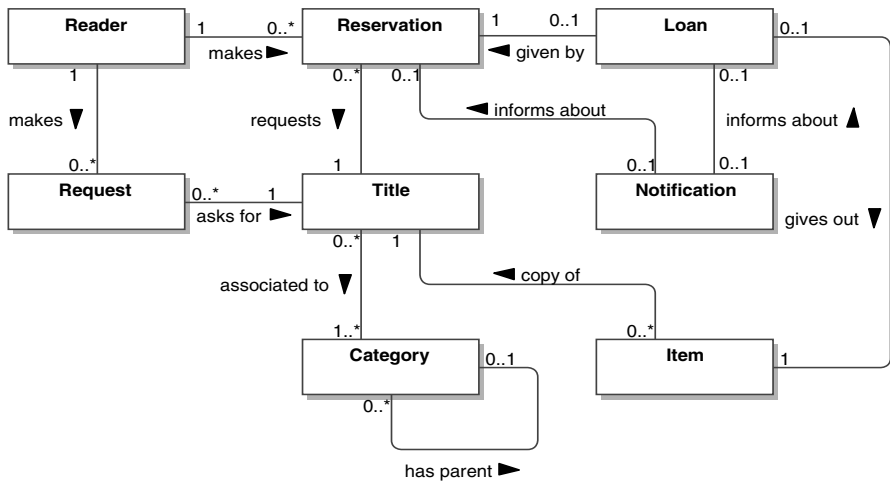 Reader
1
0..*
Reservation
1
0..1
Loan
0..1
makes
given by
1
0..*
0..1
0..1
makes
requests
informs about
informs about
0..*
1
0..1
0..1
Request
0..*
1
Title
Notification
asks for
gives out
0..*
1
associated to
copy of
1..*
0..*
Category
0..1
Item
1
0..*
has parent